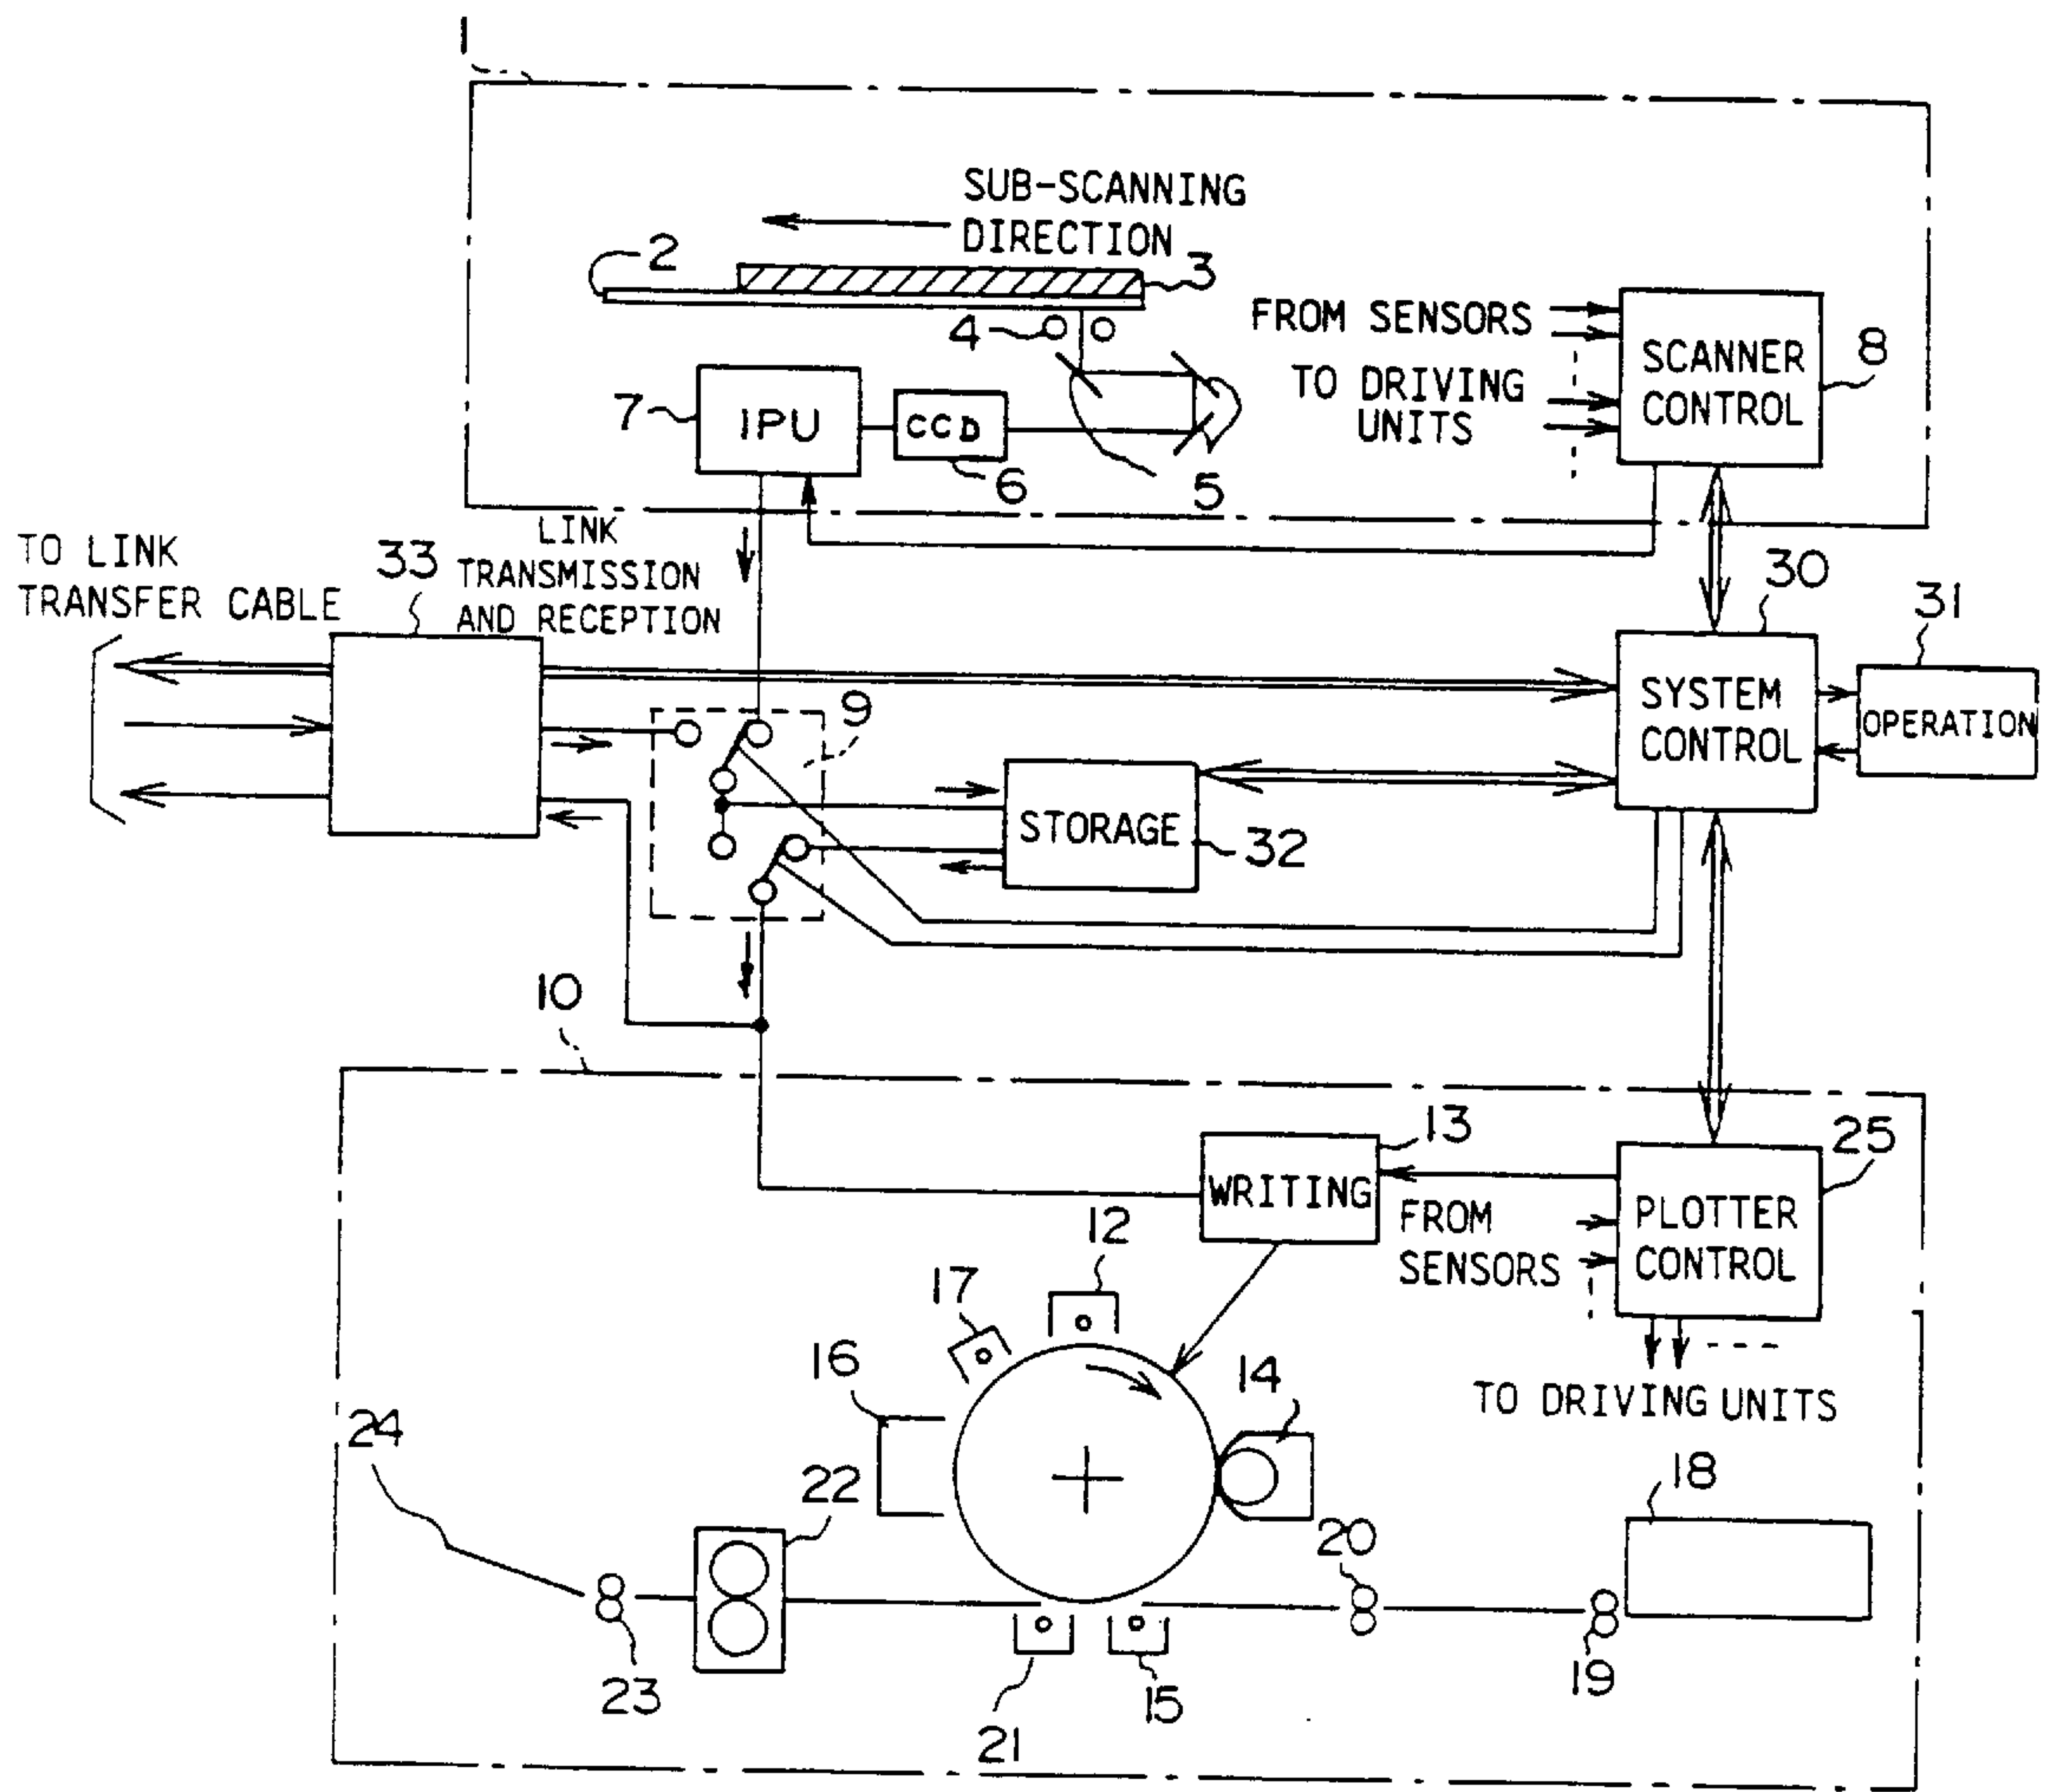 1
SUB-SCANNING
DIRECTION
2
3
4
FROM SENSORS
TO DRIVING
UNITS
SCANNER
CONTROL
8
7
IPU
CCD
6
5
TO LINK
TRANSFER CABLE
33
LINK
TRANSMISSION
AND RECEPTION
30
31
SYSTEM
CONTROL
OPERATION
9
STORAGE
32
10
13
WRITING
25
FROM
SENSORS
PLOTTER
CONTROL
12
17
16
14
TO DRIVING UNITS
24
22
18
20
23
19
15
21